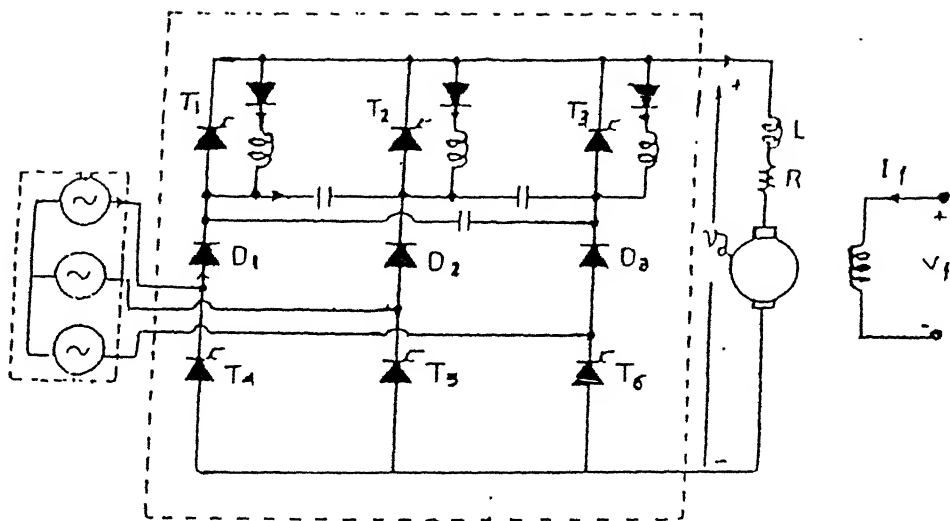 T1
T2
T3
L
R
If
+
+
Vd
Vf
D1
D2
D3
-
T4
T5
T6
-